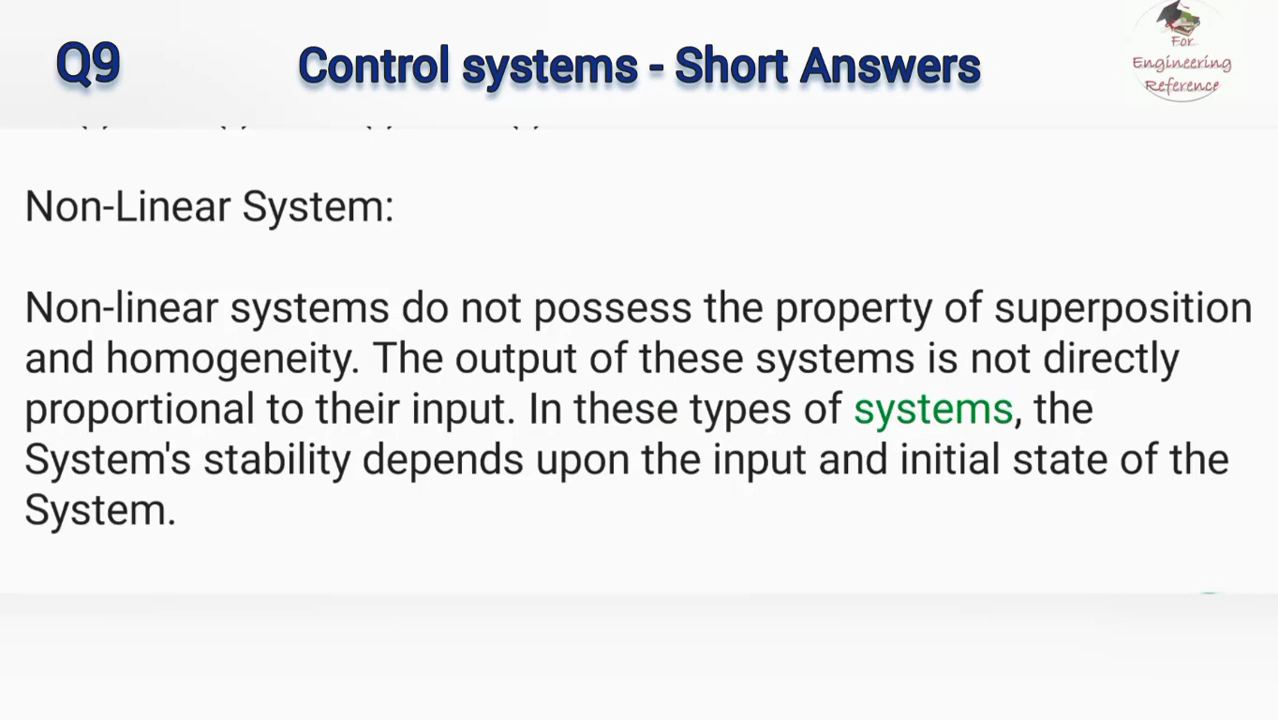 Q9
Control systems - Short Answers
For
Engineering
Reference
Non-Linear System:
Non-linear systems do not possess the property of superposition
and homogeneity. The output of these systems is not directly
proportional to their input. In these types of systems, the
System's stability depends upon the input and initial state of the
System.